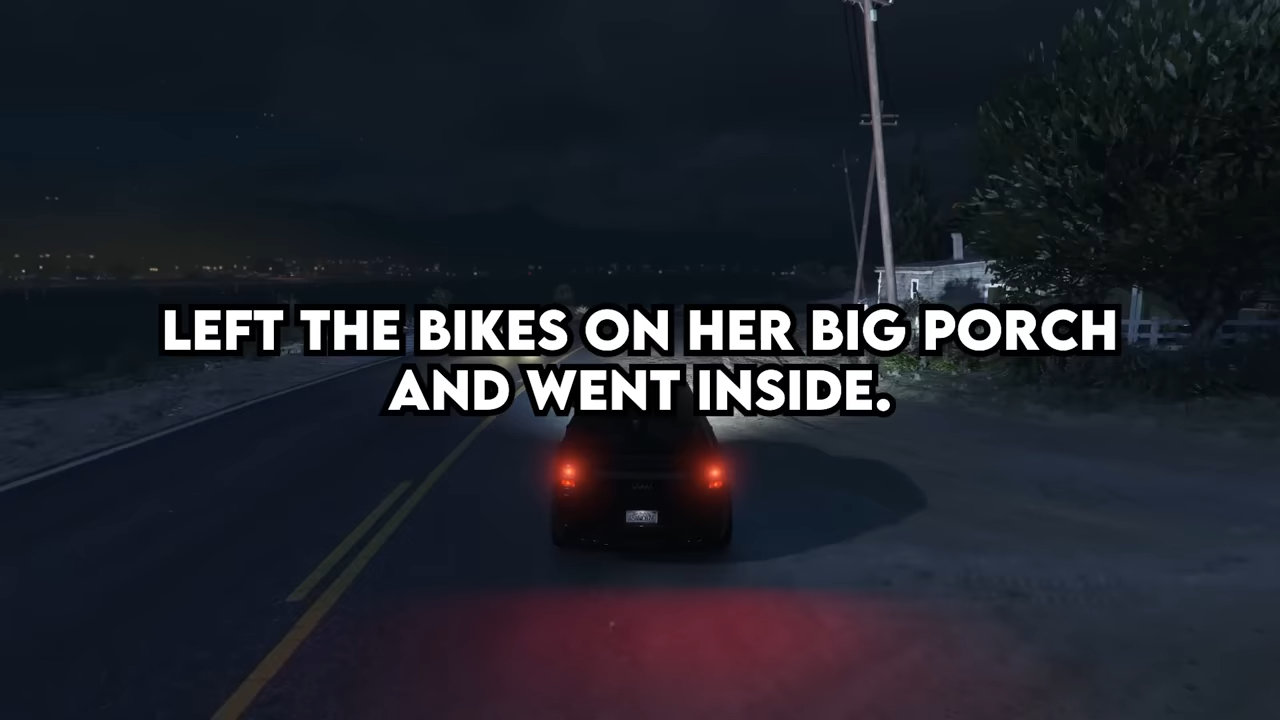 LEFT THE BIKES ON HER BIG PORCH
AND WENT INSIDE.